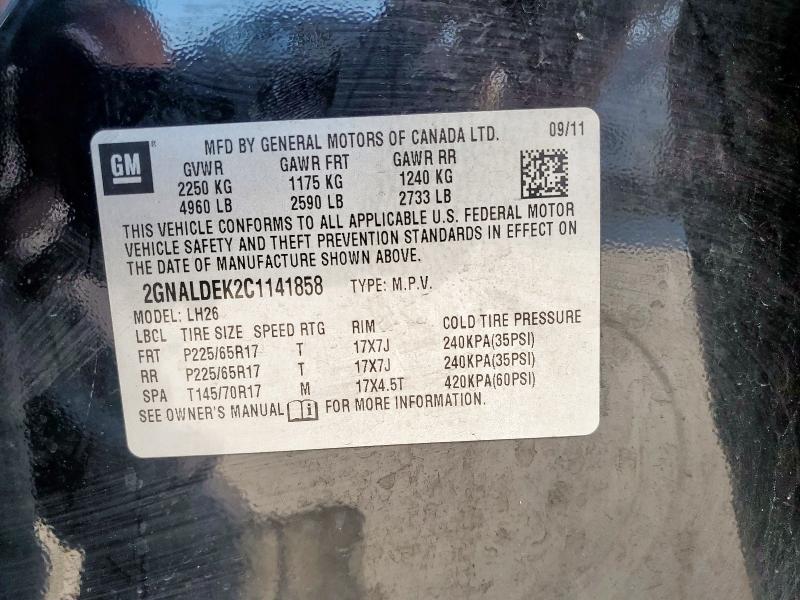 GM
MFD BY GENERAL MOTORS OF CANADA LTD. 09/11
GVWR GAWR FRT GAWR RR
2250 KG 1175 KG 1240 KG
4960 LB 2590 LB 2733 LB
THIS VEHICLE CONFORMS TO ALL APPLICABLE U.S. FEDERAL MOTOR
VEHICLE SAFETY AND THEFT PREVENTION STANDARDS IN EFFECT ON
THE DATE OF MANUFACTURE SHOWN ABOVE.
2GNALDEK2C1141858 TYPE: M.P.V.
MODEL: LH26
LBCL TIRE SIZE SPEED RTG RIM COLD TIRE PRESSURE
FRT P225/65R17 T 17X7J 240KPA(35PSI)
RR P225/65R17 T 17X7J 240KPA(35PSI)
SPA T145/70R17 M 17X4.5T 420KPA(60PSI)
SEE OWNER'S MANUAL FOR MORE INFORMATION.